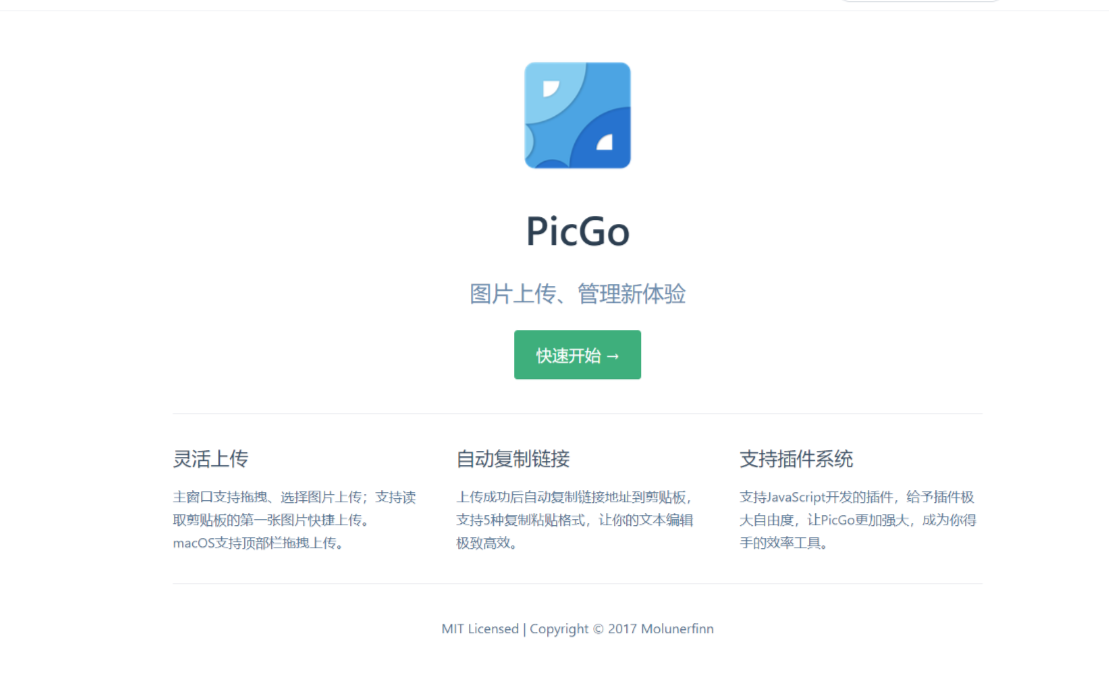 PicGo
图片上传、管理新体验
快速开始 →
灵活上传
主窗口支持拖拽、选择图片上传；支持读
取剪贴板的第一张图片快捷上传。
macOS支持顶部栏拖拽上传。
自动复制链接
上传成功后自动复制链接地址到剪贴板，
支持5种复制粘贴格式，让你的文本编辑
极致高效。
支持插件系统
支持JavaScript开发的插件，给予插件极
大自由度，让PicGo更加强大，成为你得
手的效率工具。
MIT Licensed | Copyright © 2017 Molunerfinn